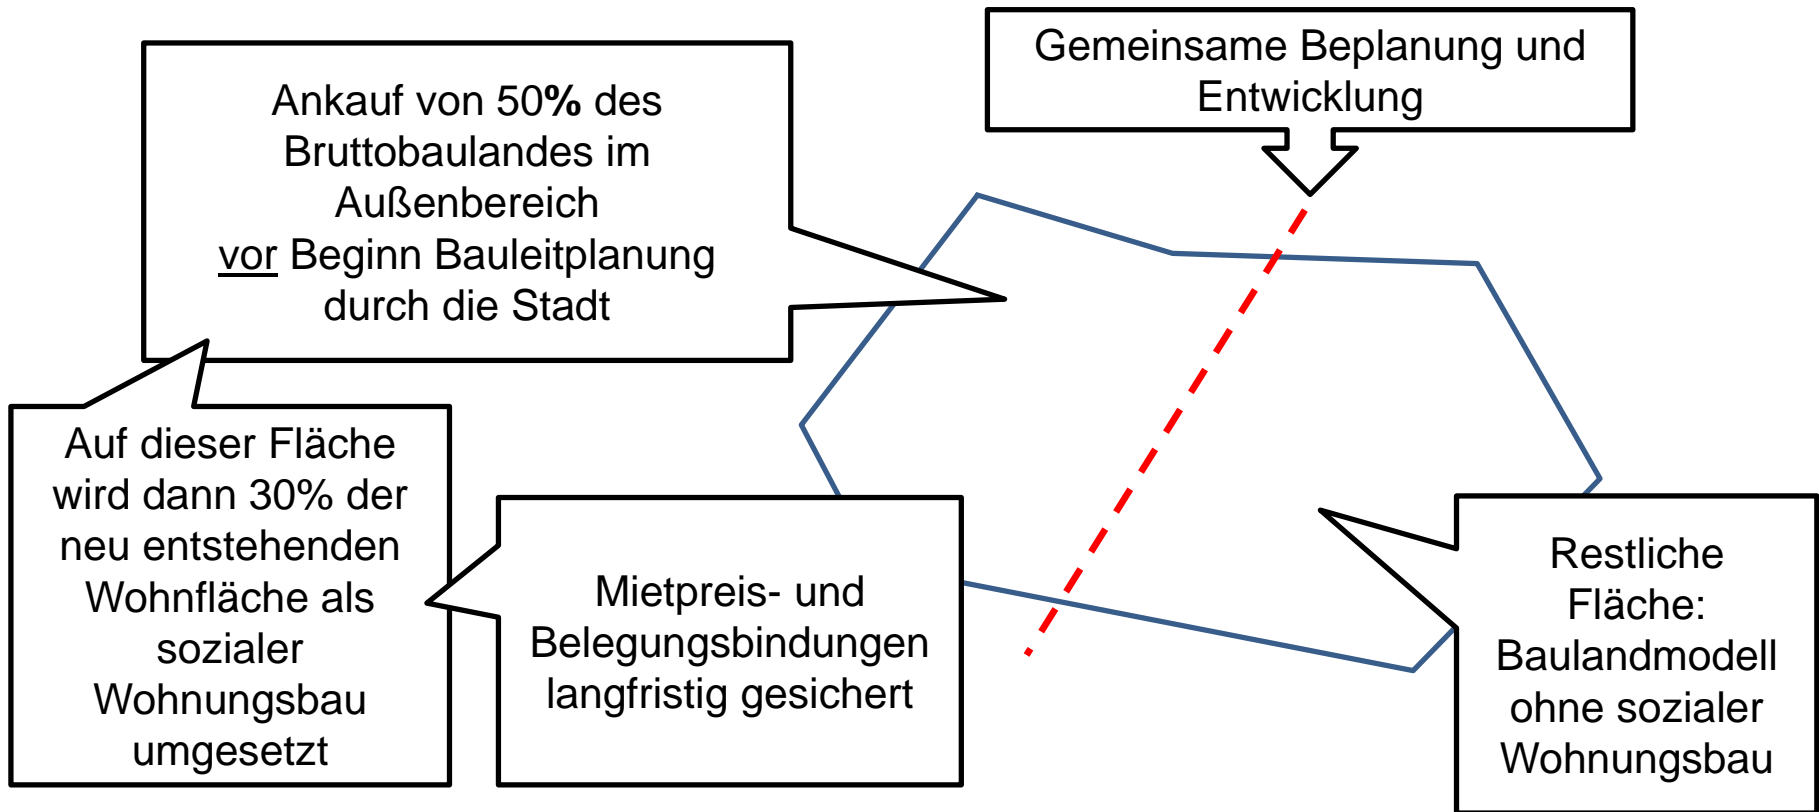 Ankauf von 50% des
Bruttobaulandes im
Außenbereich
vor Beginn Bauleitplanung
durch die Stadt
Gemeinsame Beplanung und
Entwicklung
Auf dieser Fläche
wird dann 30% der
neu entstehenden
Wohnfläche als
sozialer
Wohnungsbau
umgesetzt
Mietpreis- und
Belegungsbindungen
langfristig gesichert
Restliche
Fläche:
Baulandmodell
ohne sozialer
Wohnungsbau